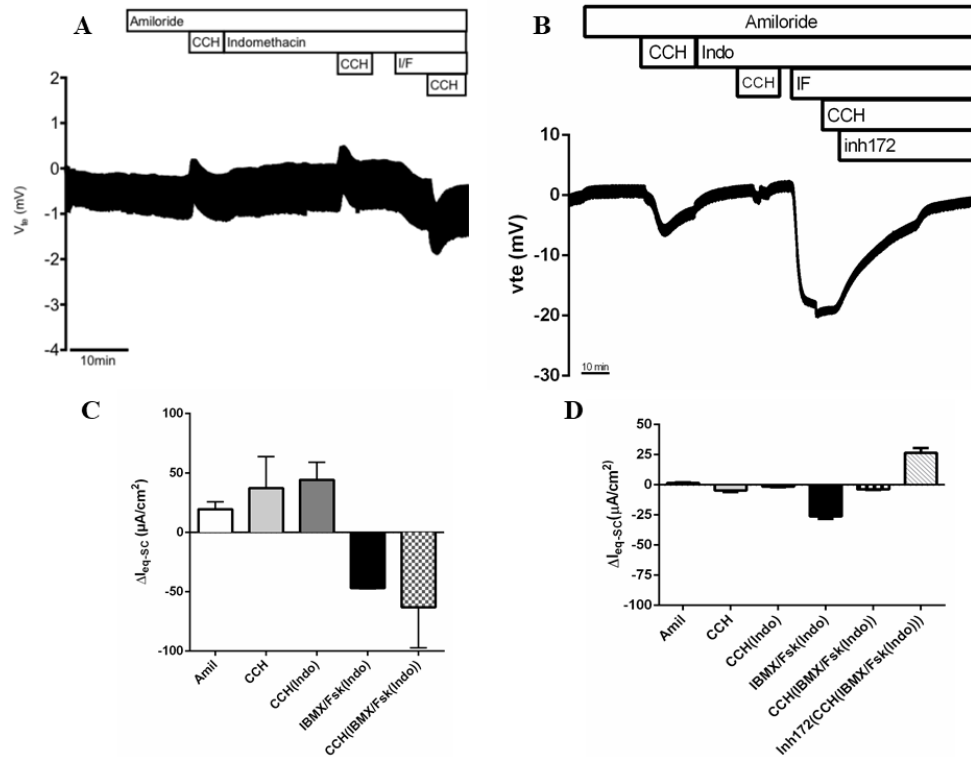 A
Amiloride
CCH Indomethacin
CCH I/F
CCH
2
1
0
-1
-2
-3
-4
Vte (mV)
10min
B
Amiloride
CCH Indo
CCH IF
CCH
inh172
10
0
-10
-20
-30
vte (mV)
10 min
C
100
50
0
-50
-100
ΔIeq-sc (µA/cm²)
Amil
CCH
CCH(Indo)
IBMX/Fsk(Indo)
CCH(IBMX/Fsk(Indo))
D
50
25
0
-25
-50
-75
-100
ΔIeq-sc(µA/cm²)
Amil
CCH
CCH(Indo)
IBMX/Fsk(Indo)
CCH(IBMX/Fsk(Indo))
Inh172(CCH(IBMX/Fsk(Indo)))